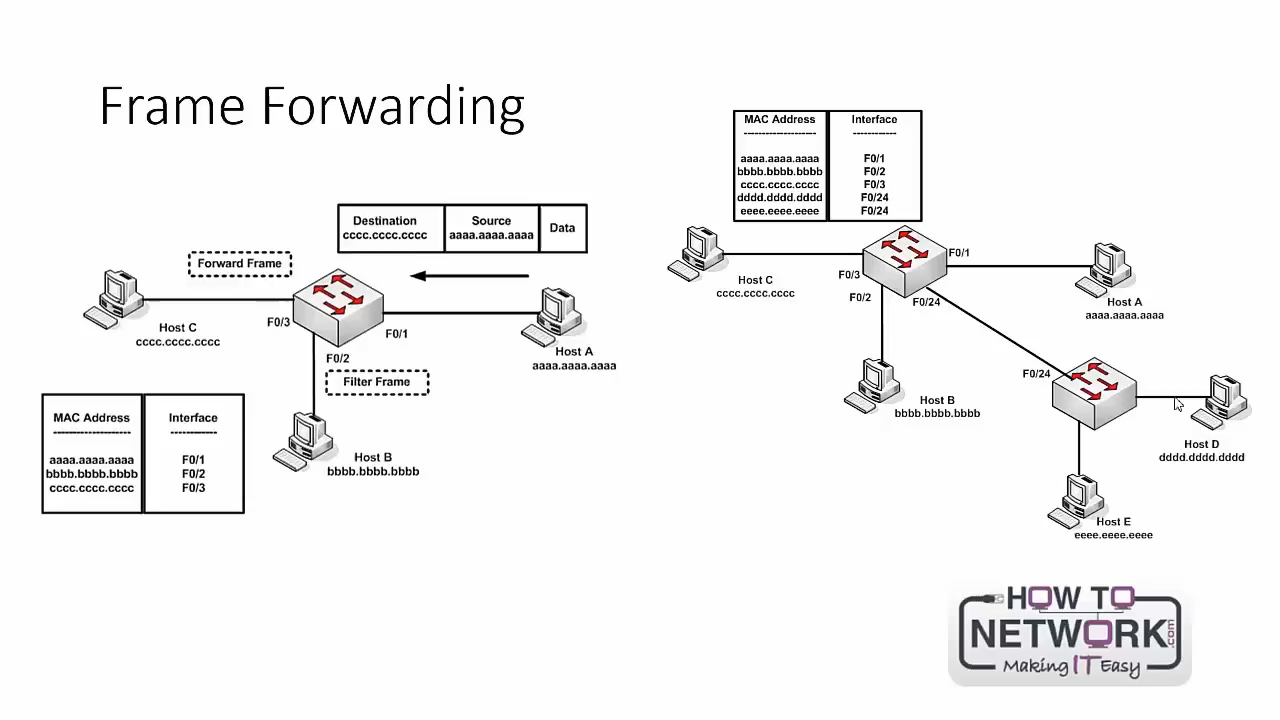 Frame Forwarding
Destination Source Data
cccc.cccc.cccc aaaa.aaaa.aaaa
Forward Frame
Host C
cccc.cccc.cccc
F0/3
F0/1
F0/2
Filter Frame
Host A
aaaa.aaaa.aaaa
Host B
bbbb.bbbb.bbbb
MAC Address Interface
-------------------- ------------
aaaa.aaaa.aaaa F0/1
bbbb.bbbb.bbbb F0/2
cccc.cccc.cccc F0/3
MAC Address Interface
-------------------- ------------
aaaa.aaaa.aaaa F0/1
bbbb.bbbb.bbbb F0/2
cccc.cccc.cccc F0/3
dddd.dddd.dddd F0/24
eeee.eeee.eeee F0/24
F0/1
F0/3
Host C
cccc.cccc.cccc
F0/2
F0/24
Host A
aaaa.aaaa.aaaa
F0/24
Host B
bbbb.bbbb.bbbb
Host D
dddd.dddd.dddd
Host E
eeee.eeee.eeee
HOW TO
NETWORK.com
Making IT Easy